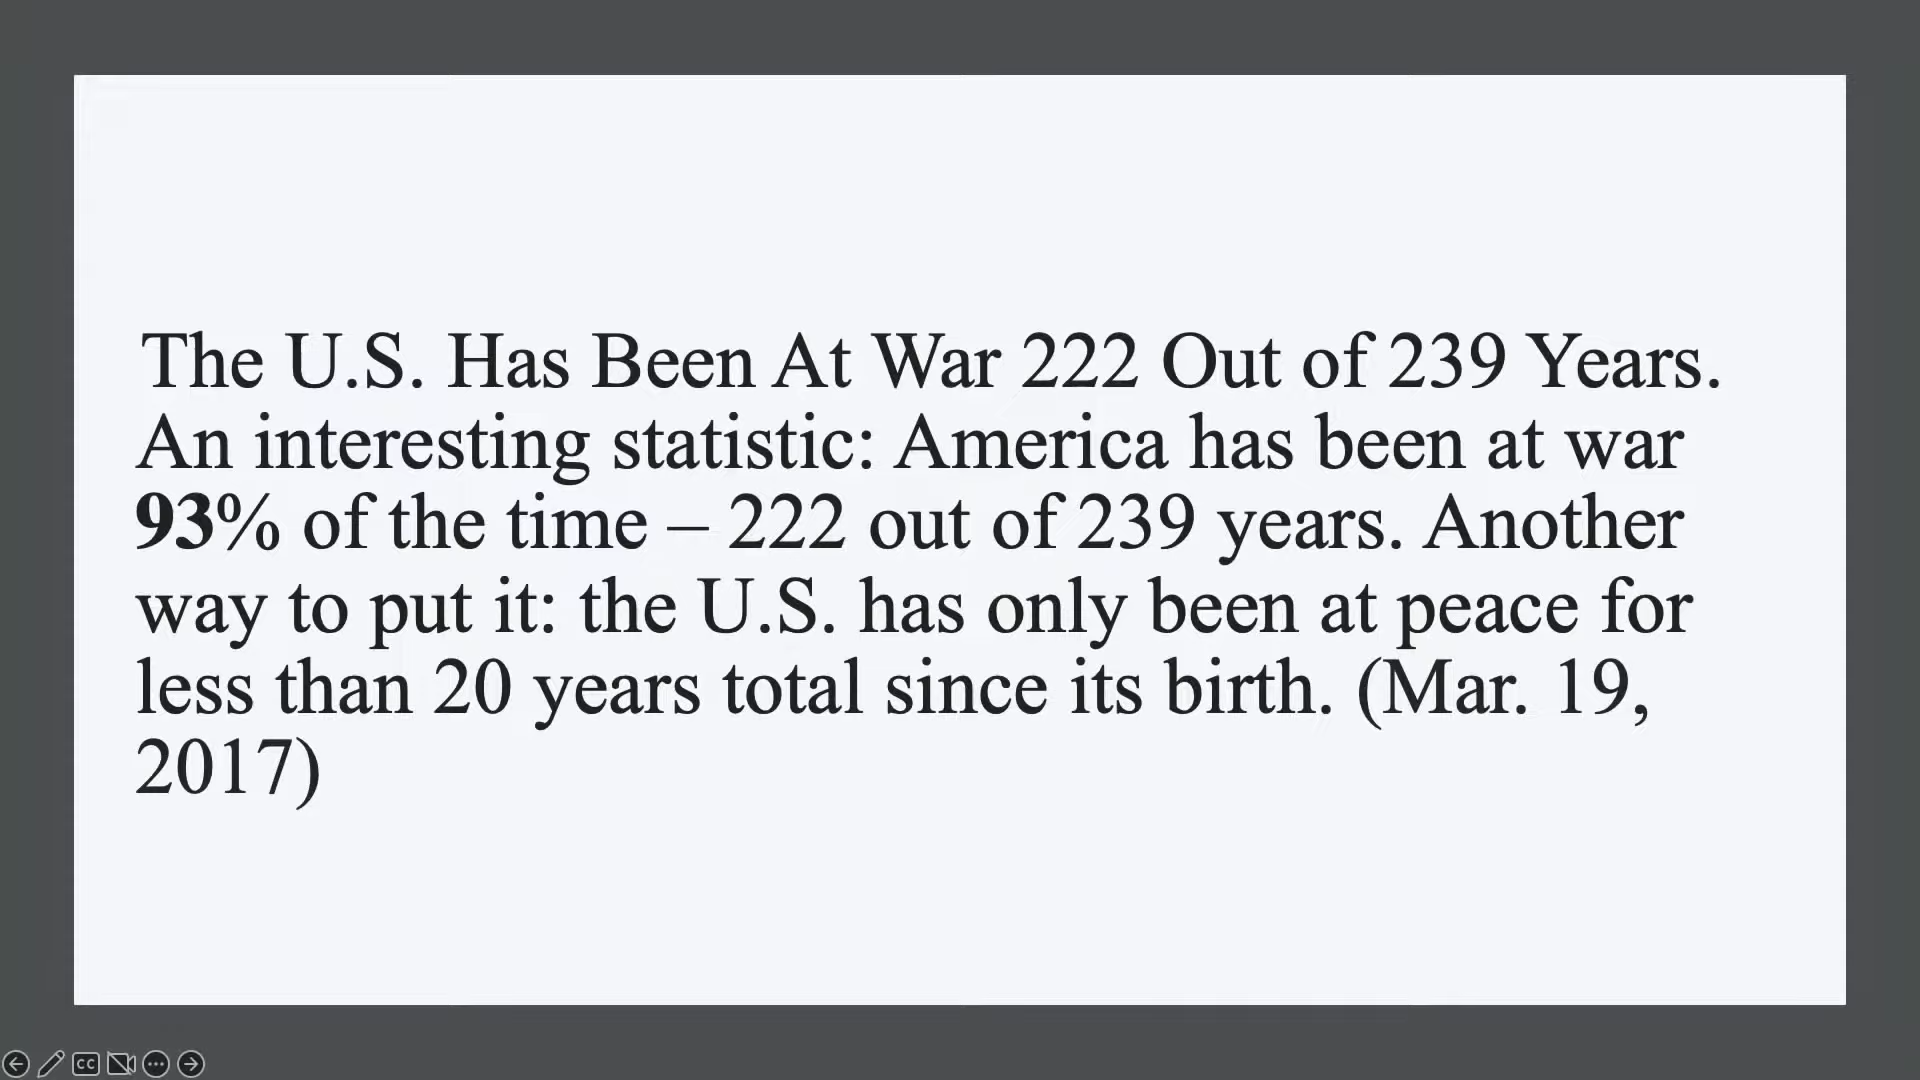 The U.S. Has Been At War 222 Out of 239 Years.
An interesting statistic: America has been at war
93% of the time – 222 out of 239 years. Another
way to put it: the U.S. has only been at peace for
less than 20 years total since its birth. (Mar. 19,
2017)
CC